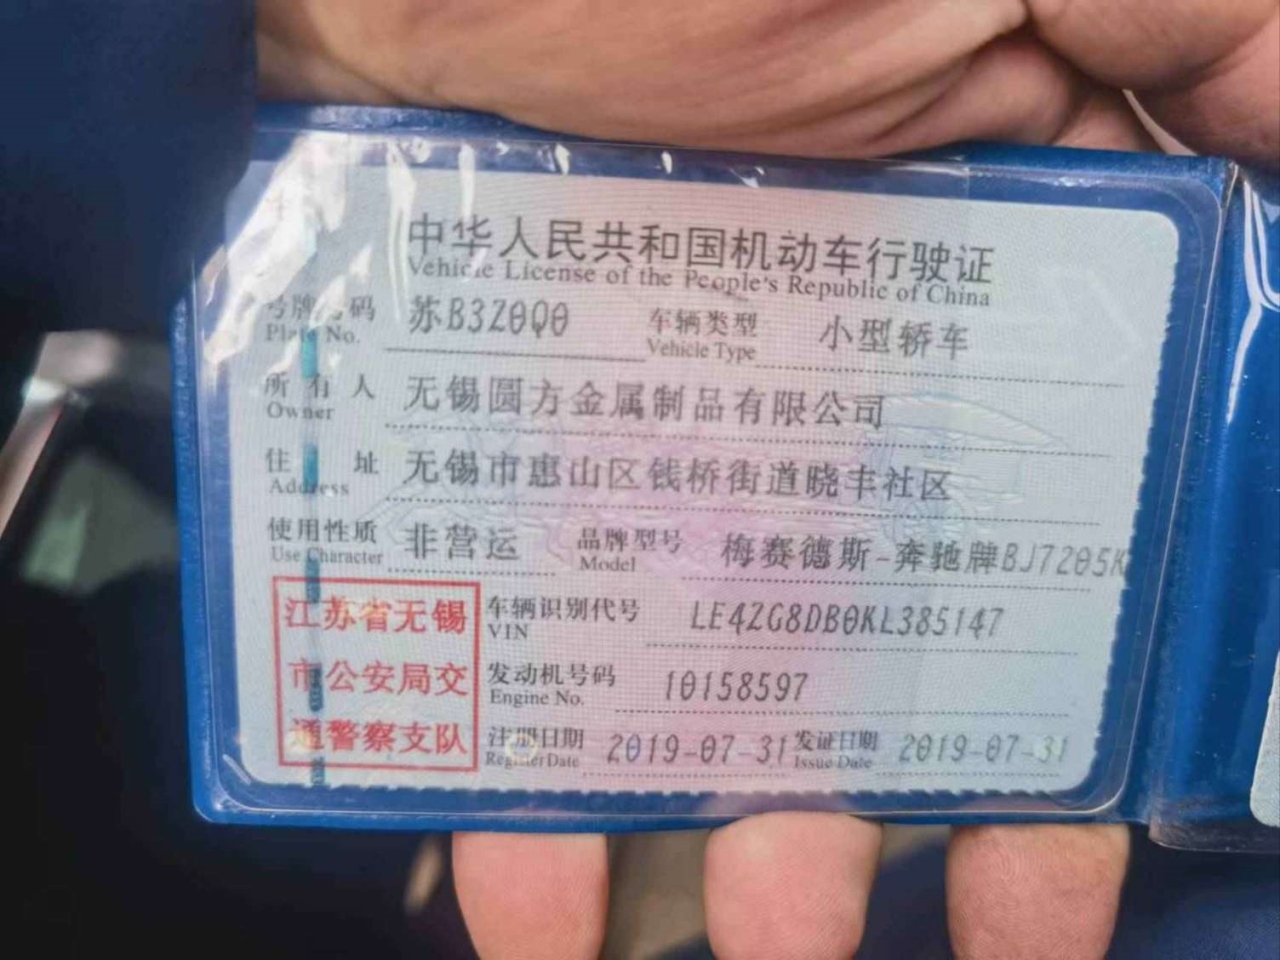 中华人民共和国机动车行驶证
Vehicle License of the People's Republic of China
号牌号码 苏B3Z0Q0 车辆类型 小型轿车
Plate No. Vehicle Type
所有人 无锡圆方金属制品有限公司
Owner
住址 无锡市惠山区钱桥街道晓丰社区
Address
使用性质 非营运 品牌型号 梅赛德斯-奔驰牌BJ7205K
Use Character Model
江苏省无锡 车辆识别代号 LE4ZG8DB0KL385147
VIN
市公安局交 发动机号码 10158597
Engine No.
通警察支队 注册日期 2019-07-31 发证日期 2019-07-31
Register Date Issue Date